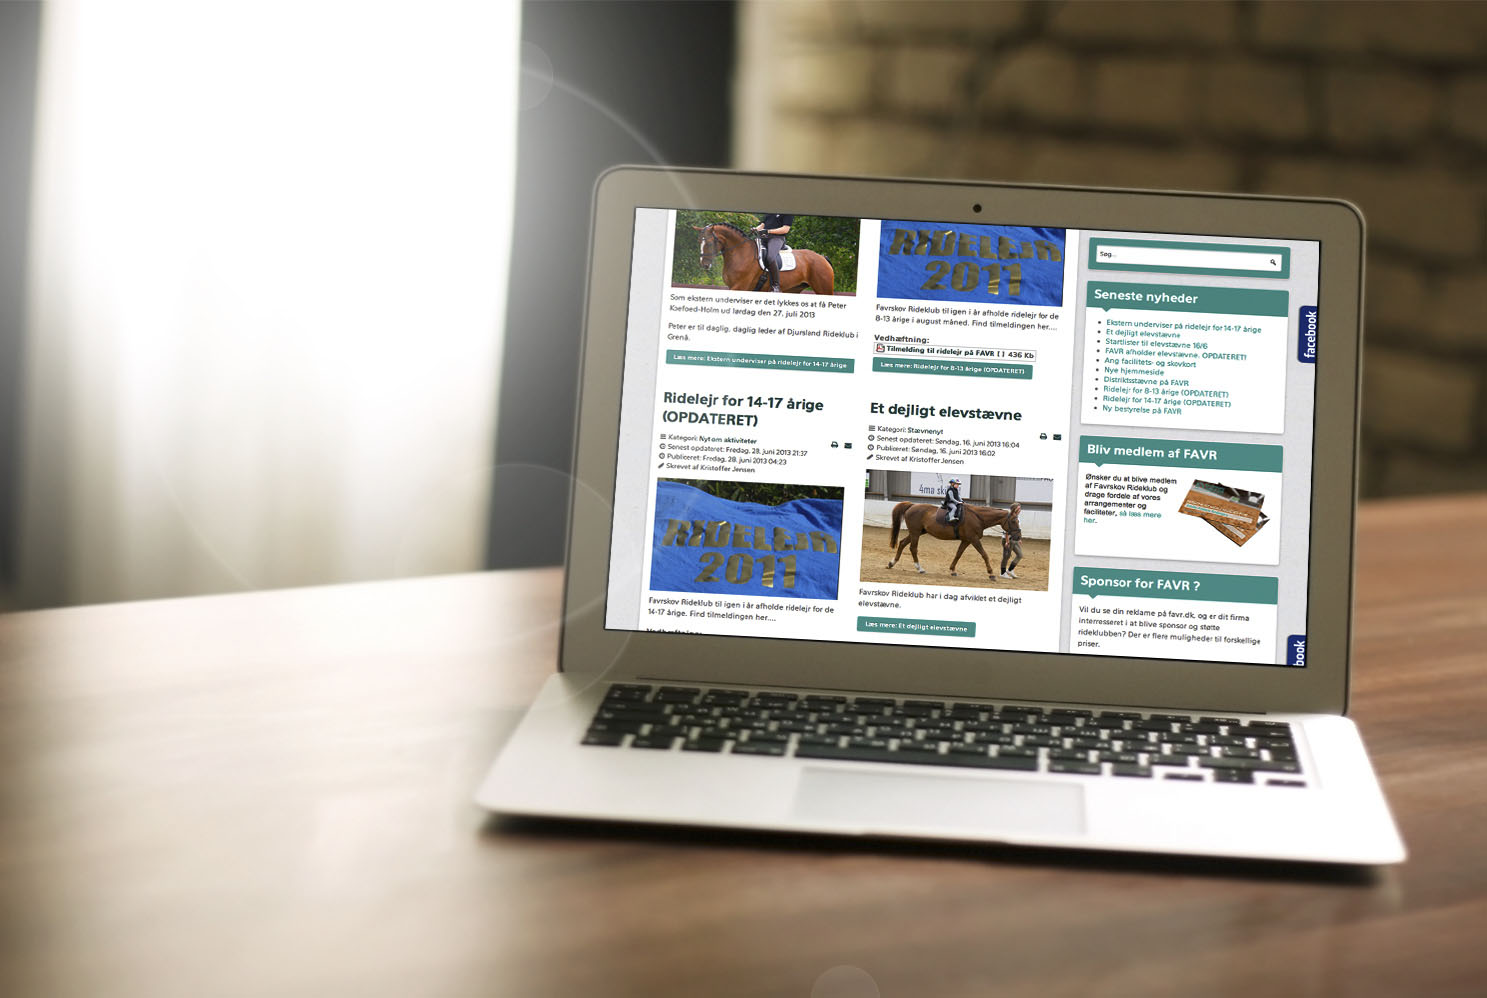 RIDELEJR
2011
Som ekstern underviser er det lykkes os at få Peter
Koefoed-Holm ud lørdag den 27. juli 2013
Peter er til daglig, daglig leder af Djursland Rideklub i
Grenå.
Læs mere: Ekstern underviser på ridelejr for 14-17 årige
Favrskov Rideklub til igen i år afholde ridelejr for de
8-13 årige i august måned. Find tilmeldingen her....
Vedhæftning:
Tilmelding til ridelejr på FAVR [ ] 436 Kb
Læs mere: Ridelejr for 8-13 årige (OPDATERET)
Ridelejr for 14-17 årige
(OPDATERET)
Kategori: Nyt om aktiviteter
Senest opdateret: Fredag, 28. juni 2013 21:37
Publiceret: Fredag, 28. juni 2013 04:23
Skrevet af Kristoffer Jensen
RIDELEJR
2011
Favrskov Rideklub til igen i år afholde ridelejr for de
14-17 årige. Find tilmeldingen her....
Et dejligt elevstævne
Kategori: Stævnenyt
Senest opdateret: Søndag, 16. juni 2013 16:04
Publiceret: Søndag, 16. juni 2013 16:02
Skrevet af Kristoffer Jensen
4ma
Favrskov Rideklub har i dag afviklet et dejligt
elevstævne.
Læs mere: Et dejligt elevstævne
Søg...
Seneste nyheder
Ekstern underviser på ridelejr for 14-17 årige
Et dejligt elevstævne
Startlister til elevstævne 16/6
FAVR afholder elevstævne. OPDATERET!
Ang facilitets- og skovkort
Nye hjemmeside
Distriktsstævne på FAVR
Ridelejr for 8-13 årige (OPDATERET)
Ridelejr for 14-17 årige (OPDATERET)
Ny bestyrelse på FAVR
Bliv medlem af FAVR
Ønsker du at blive medlem
af Favrskov Rideklub og
drage fordele af vores
arrangementer og
faciliteter, så læs mere
her.
Sponsor for FAVR ?
Vil du se din reklame på favr.dk, og er dit firma
interresseret i at blive sponsor og støtte
rideklubben? Der er flere muligheder til forskellige
priser.
facebook
book